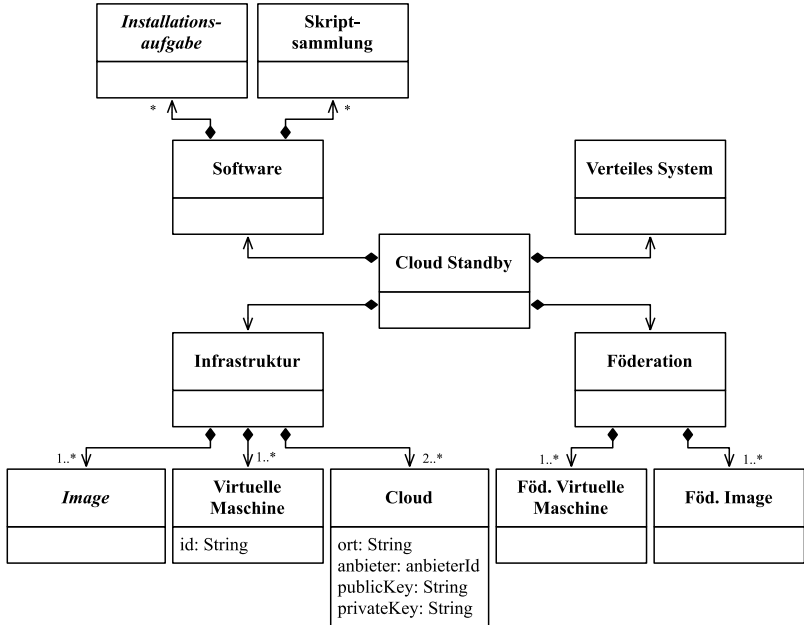 Installations-
aufgabe
Skript-
sammlung
*
*
Software
Verteiles System
Cloud Standby
Infrastruktur
Föderation
1..*
1..*
2..*
1..*
1..*
Image
Virtuelle
Maschine
id: String
Cloud
ort: String
anbieter: anbieterId
publicKey: String
privateKey: String
Föd. Virtuelle
Maschine
Föd. Image